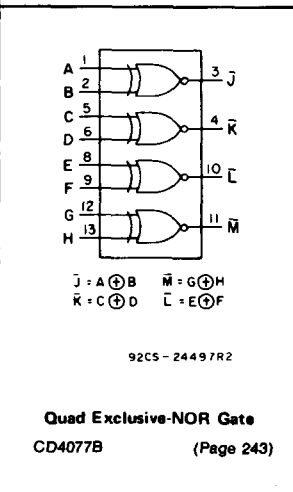 A 1
B 2
3 J̄
C 5
D 6
4 K̄
E 8
F 9
10 L̄
G 12
H 13
11 M̄
J̄ = A ⊕ B M̄ = G ⊕ H
K̄ = C ⊕ D L̄ = E ⊕ F
92CS-24497R2
Quad Exclusive-NOR Gate
CD4077B (Page 243)